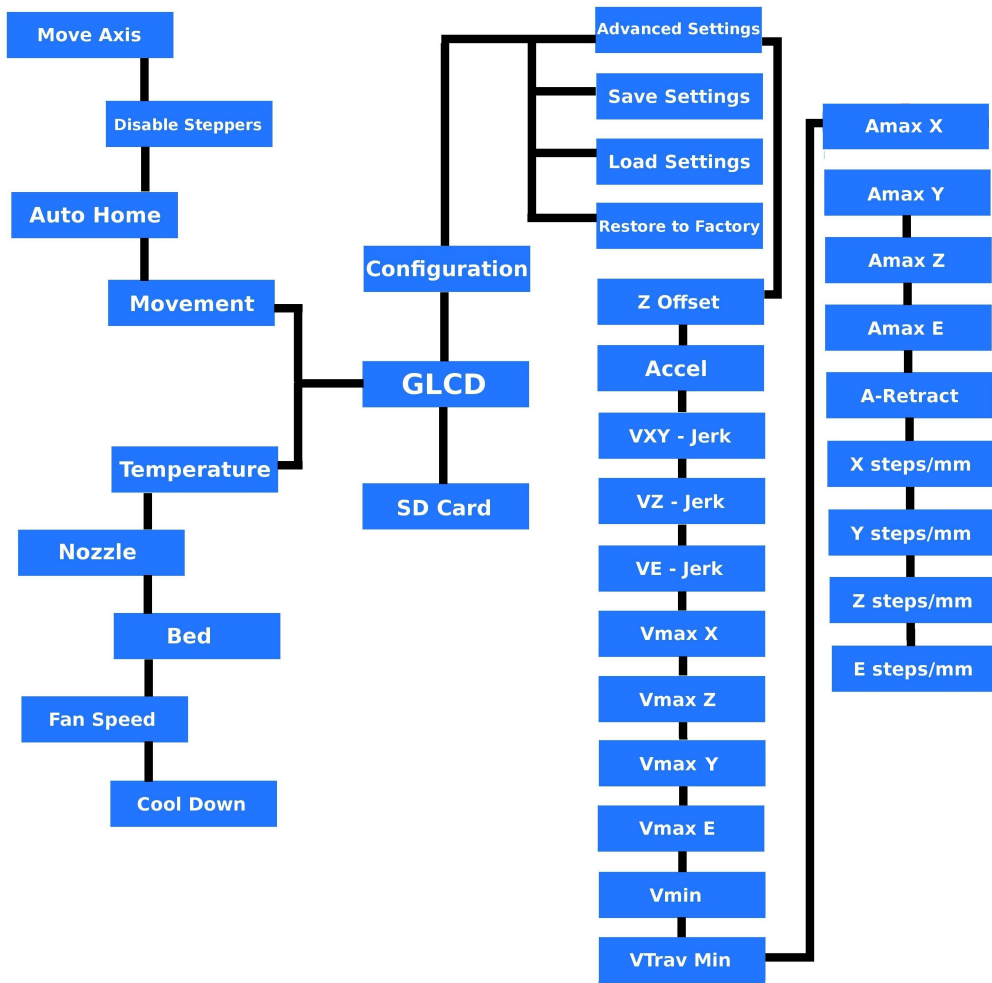 Move Axis
Disable Steppers
Auto Home
Movement
Temperature
Nozzle
Bed
Fan Speed
Cool Down
Configuration
GLCD
SD Card
Advanced Settings
Save Settings
Load Settings
Restore to Factory
Z Offset
Accel
VXY - Jerk
VZ - Jerk
VE - Jerk
Vmax X
Vmax Z
Vmax Y
Vmax E
Vmin
VTrav Min
Amax X
Amax Y
Amax Z
Amax E
A-Retract
X steps/mm
Y steps/mm
Z steps/mm
E steps/mm